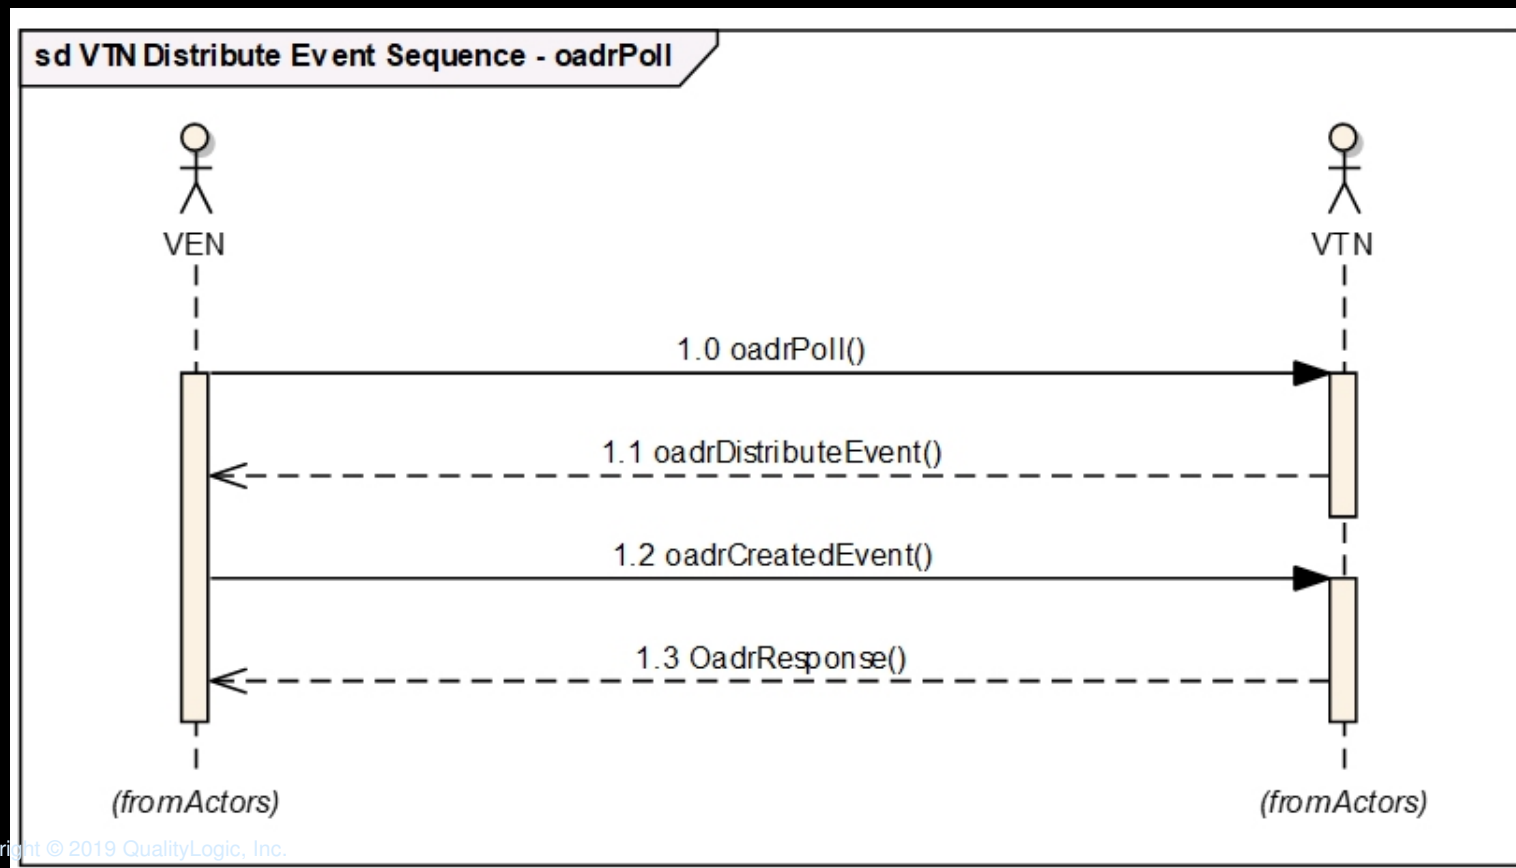 sd VTN Distribute Event Sequence - oadrPoll
VEN
VTN
1.0 oadrPoll()
1.1 oadrDistributeEvent()
1.2 oadrCreatedEvent()
1.3 OadrResponse()
(fromActors)
(fromActors)
© 2019 QualityLogic, Inc.